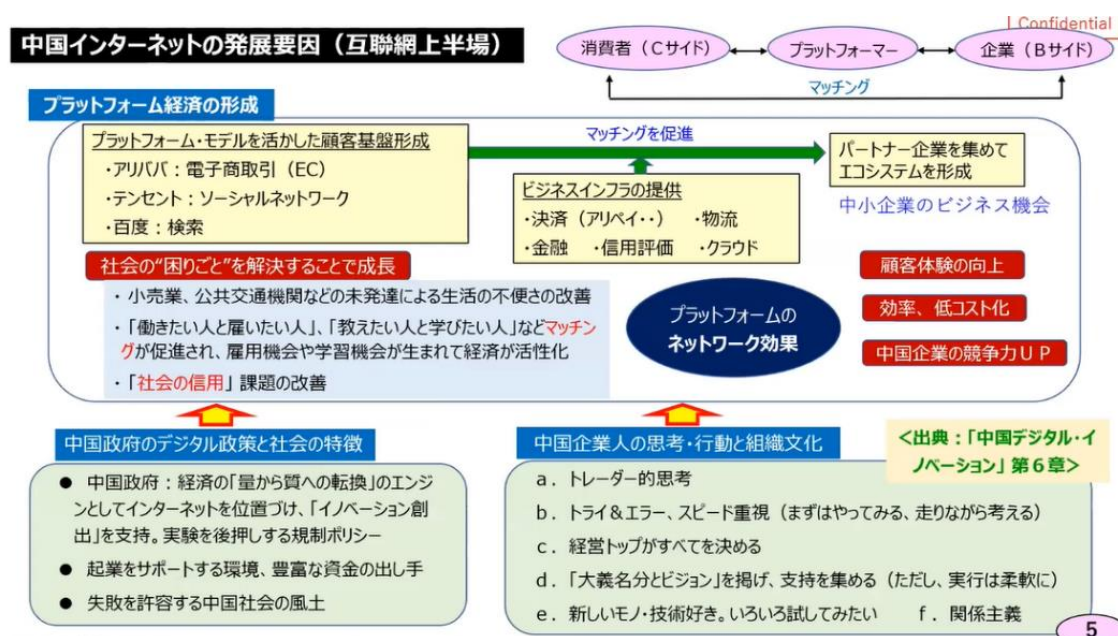 | Confidential
中国インターネットの発展要因（互聯網上半場）
消費者（Cサイド）
プラットフォーマー
企業（Bサイド）
マッチング
プラットフォーム経済の形成
プラットフォーム・モデルを活かした顧客基盤形成
・アリババ：電子商取引（EC）
・テンセント：ソーシャルネットワーク
・百度：検索
マッチングを促進
ビジネスインフラの提供
・決済（アリペイ・・） ・物流
・金融 ・信用評価 ・クラウド
パートナー企業を集めて
エコシステムを形成
中小企業のビジネス機会
社会の“困りごと”を解決することで成長
・小売業、公共交通機関などの未発達による生活の不便さの改善
・「働きたい人と雇いたい人」、「教えたい人と学びたい人」などマッチン
グが促進され、雇用機会や学習機会が生まれて経済が活性化
・「社会の信用」課題の改善
プラットフォームの
ネットワーク効果
顧客体験の向上
効率、低コスト化
中国企業の競争力ＵＰ
中国政府のデジタル政策と社会の特徴
● 中国政府：経済の「量から質への転換」のエンジ
ンとしてインターネットを位置づけ、「イノベーション創
出」を支持。実験を後押しする規制ポリシー
● 起業をサポートする環境、豊富な資金の出し手
● 失敗を許容する中国社会の風土
中国企業人の思考・行動と組織文化
a．トレーダー的思考
b．トライ＆エラー、スピード重視（まずはやってみる、走りながら考える）
c．経営トップがすべてを決める
d．「大義名分とビジョン」を掲げ、支持を集める（ただし、実行は柔軟に）
e．新しいモノ・技術好き。いろいろ試してみたい f．関係主義
<出典：「中国デジタル・イ
ノベーション」第６章>
5